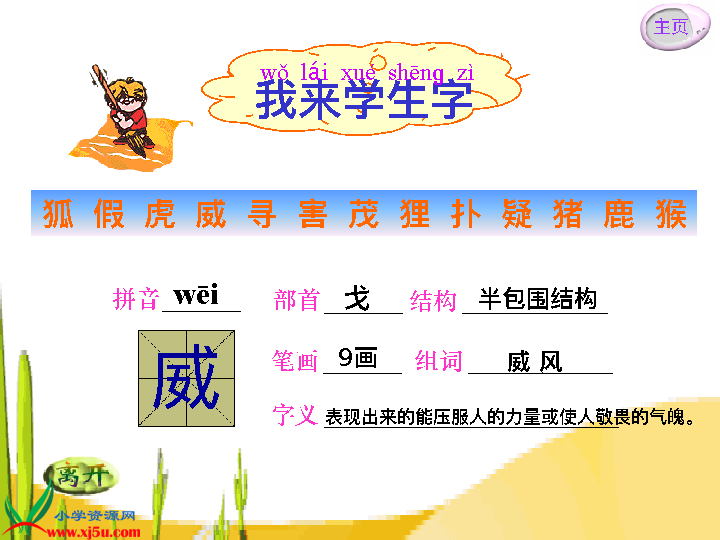 主页
wǒ lái xué shēng zì
我来学生字
狐 假 虎 威 寻 害 茂 狸 扑 疑 猪 鹿 猴
拼音 wēi 部首 戈 结构 半包围结构
威
笔画 9画 组词 威 风
字义 表现出来的能压服人的力量或使人敬畏的气魄。
离开
小学资源网
www.xj5u.com